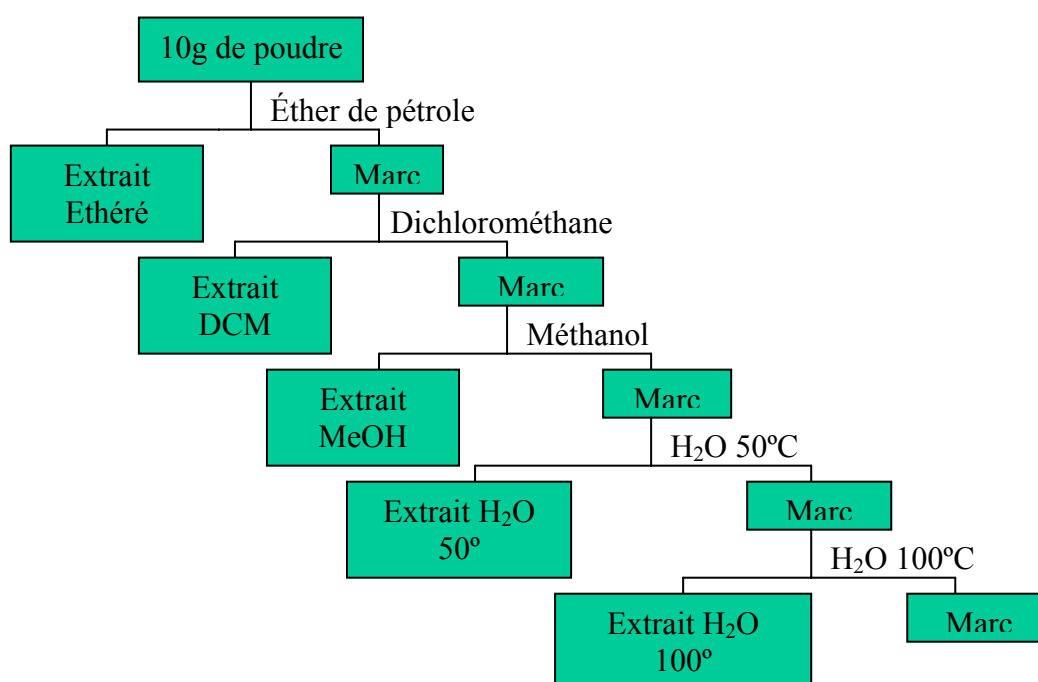 10g de poudre
Éther de pétrole
Extrait
Ethéré
Marc
Dichlorométhane
Extrait
DCM
Marc
Méthanol
Extrait
MeOH
Marc
H₂O 50ºC
Extrait H₂O
50º
Marc
H₂O 100ºC
Extrait H₂O
100º
Marc